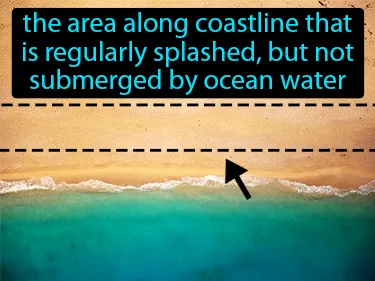 the area along coastline that
is regularly splashed, but not
submerged by ocean water